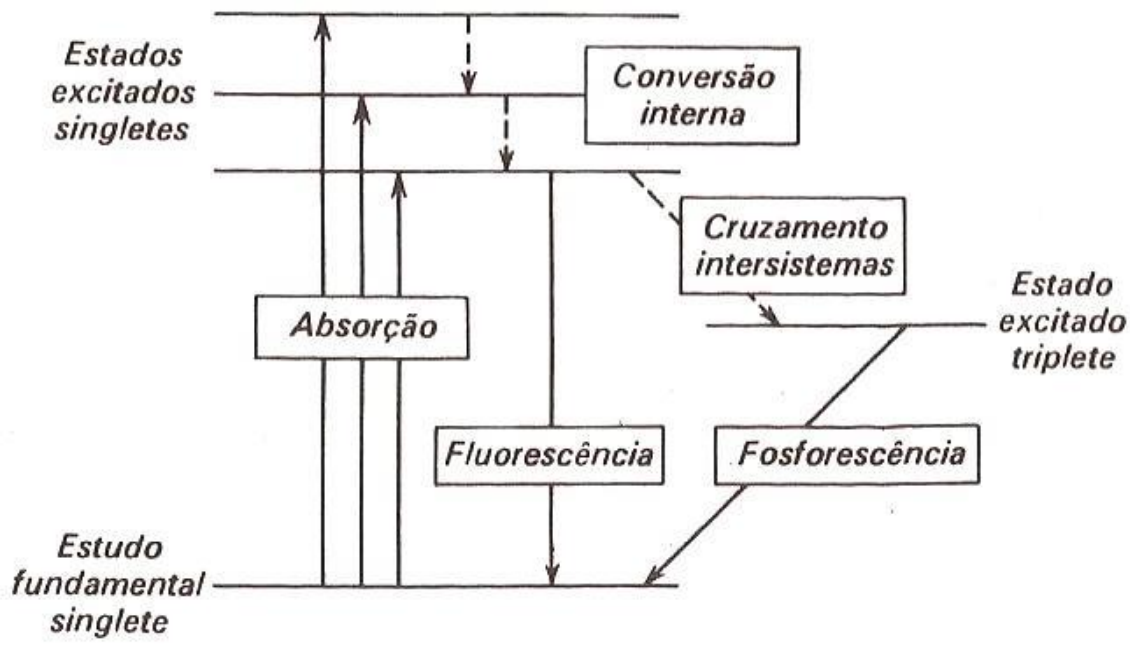 Estados
excitados
singletes
Conversão
interna
Cruzamento
intersistemas
Estado
excitado
triplete
Absorção
Fluorescência
Fosforescência
Estudo
fundamental
singlete